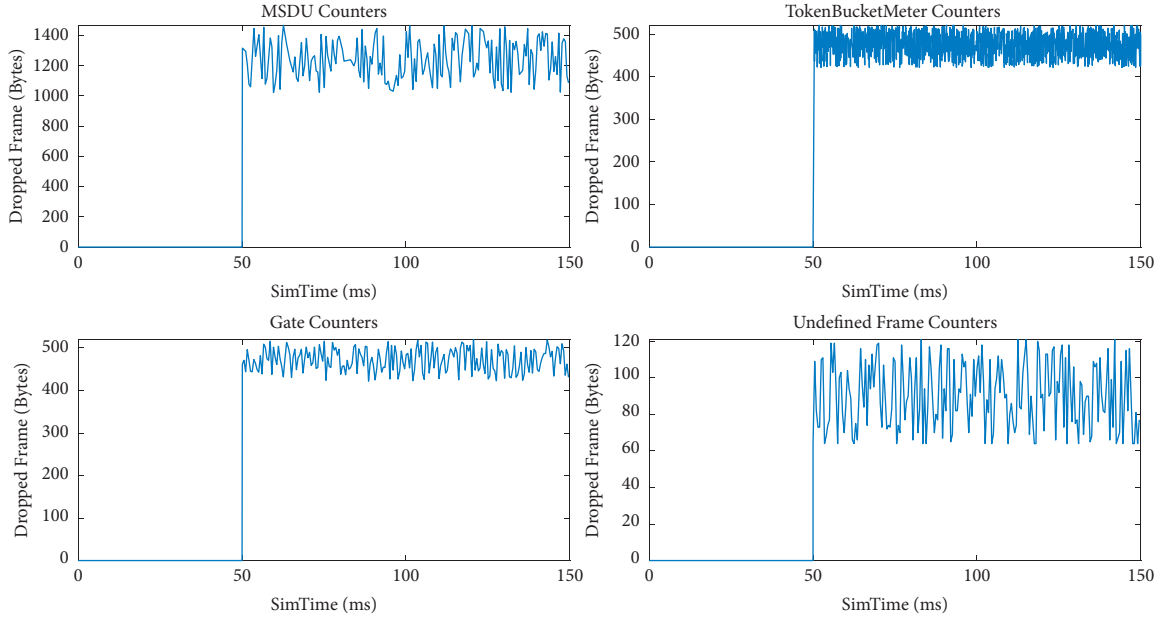 MSDU Counters
1400
1200
1000
800
600
400
200
0
Dropped Frame (Bytes)
0 50 100 150
SimTime (ms)
TokenBucketMeter Counters
500
400
300
200
100
0
Dropped Frame (Bytes)
0 50 100 150
SimTime (ms)
Gate Counters
500
400
300
200
100
0
Dropped Frame (Bytes)
0 50 100 150
SimTime (ms)
Undefined Frame Counters
120
100
80
60
40
20
0
Dropped Frame (Bytes)
0 50 100 150
SimTime (ms)